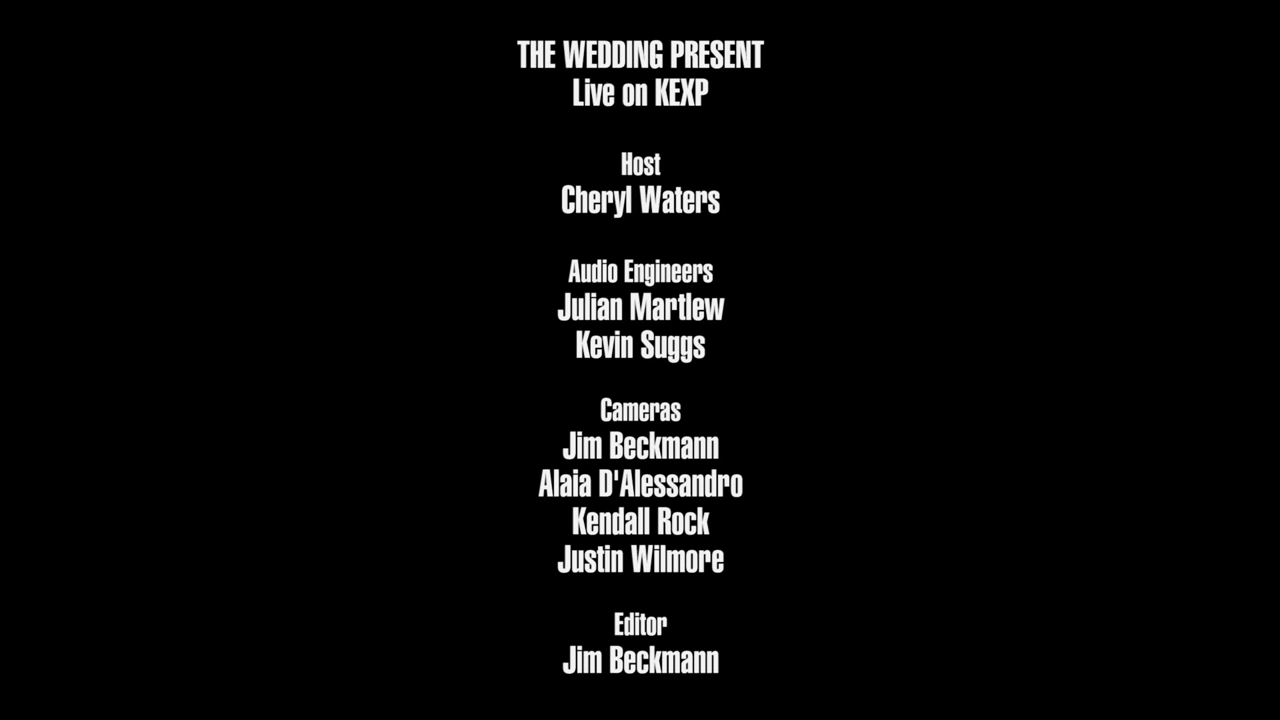 THE WEDDING PRESENT
Live on KEXP
Host
Cheryl Waters
Audio Engineers
Julian Martlew
Kevin Suggs
Cameras
Jim Beckmann
Alaia D'Alessandro
Kendall Rock
Justin Wilmore
Editor
Jim Beckmann